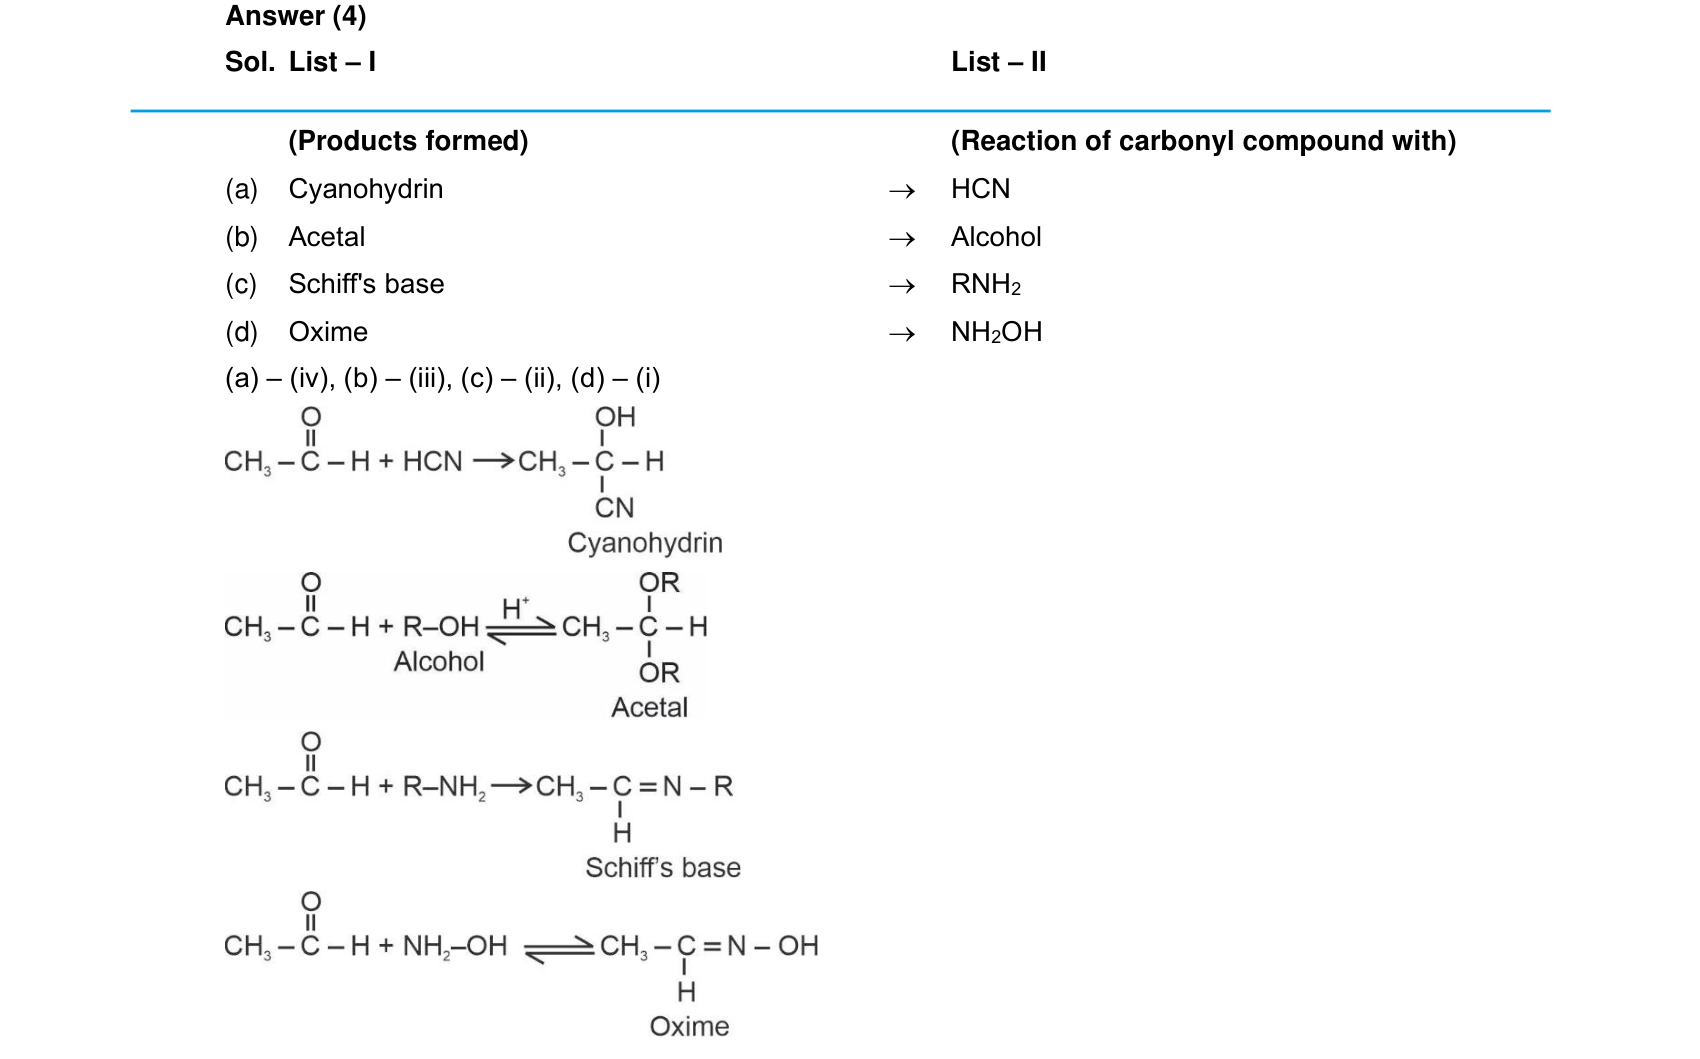 Answer (4)
Sol. List – I List – II
(Products formed) (Reaction of carbonyl compound with)
(a) Cyanohydrin → HCN
(b) Acetal → Alcohol
(c) Schiff's base → RNH₂
(d) Oxime → NH₂OH
(a) – (iv), (b) – (iii), (c) – (ii), (d) – (i)
O OH
|| |
CH₃ – C – H + HCN ⟶ CH₃ – C – H
|
CN
Cyanohydrin
O OR
|| H⁺ |
CH₃ – C – H + R–OH ⇌ CH₃ – C – H
Alcohol |
OR
Acetal
O
||
CH₃ – C – H + R–NH₂ ⟶ CH₃ – C = N – R
|
H
Schiff's base
O
||
CH₃ – C – H + NH₂–OH ⇌ CH₃ – C = N – OH
|
H
Oxime